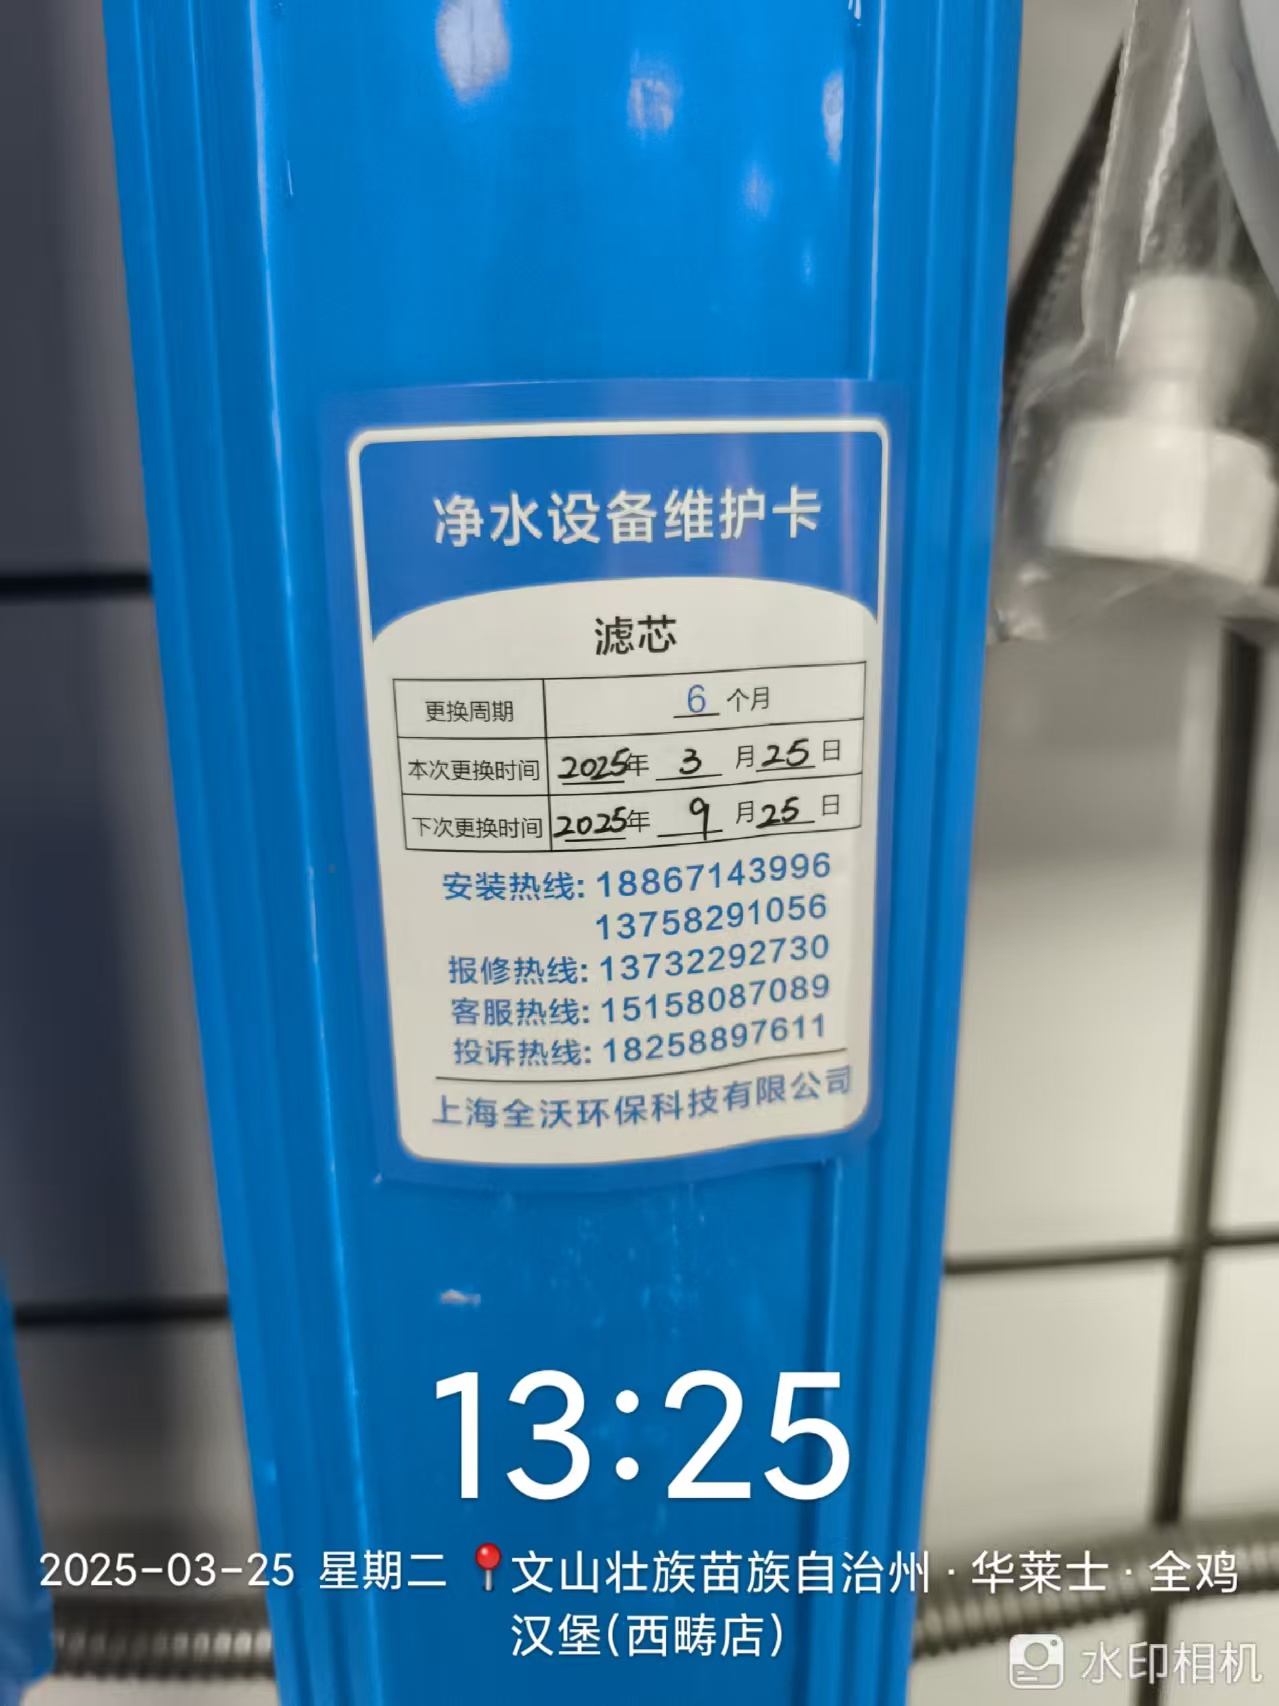 净水设备维护卡
滤芯
更换周期 6 个月
本次更换时间 2025年 3 月 25 日
下次更换时间 2025年 9 月 25 日
安装热线: 18867143996
13758291056
报修热线: 13732292730
客服热线: 15158087089
投诉热线: 18258897611
上海全沃环保科技有限公司
13:25
2025-03-25 星期二 文山壮族苗族自治州·华莱士·全鸡
汉堡(西畴店)
水印相机